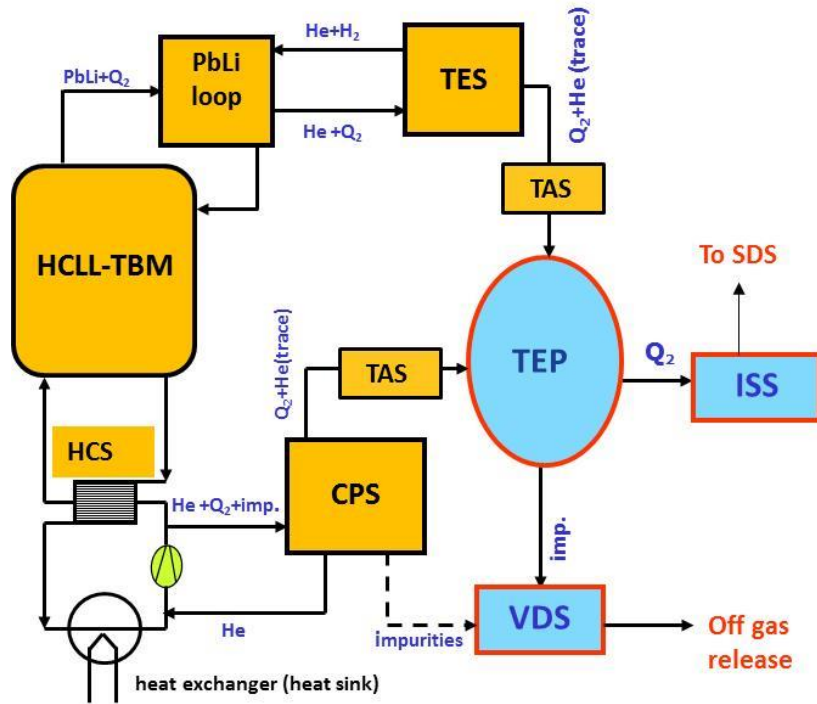 He+H₂
PbLi
loop
TES
PbLi+Q₂
He +Q₂
Q₂+He (trace)
TAS
HCLL-TBM
To SDS
TEP
Q₂
ISS
Q₂+He(trace)
TAS
HCS
CPS
He +Q₂+imp.
imp.
He
impurities
VDS
Off gas
release
heat exchanger (heat sink)